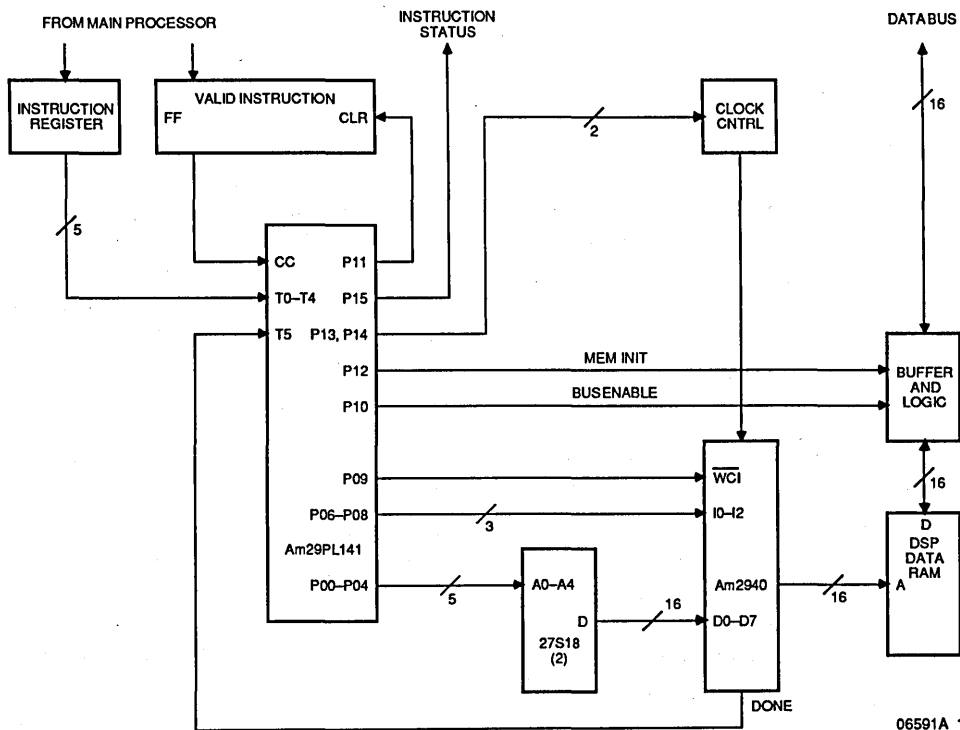 FROM MAIN PROCESSOR
INSTRUCTION
STATUS
DATABUS
INSTRUCTION
REGISTER
VALID INSTRUCTION
FF
CLR
CLOCK
CNTRL
16
2
5
CC
P11
T0–T4
P15
T5
P13, P14
P12
MEM INIT
P10
BUS ENABLE
BUFFER
AND
LOGIC
16
P09
WCI
P06–P08
3
I0–I2
Am29PL141
P00–P04
5
A0–A4
D
27S18
(2)
16
Am2940
D0–D7
16
D
DSP
DATA
RAM
A
DONE
06591A